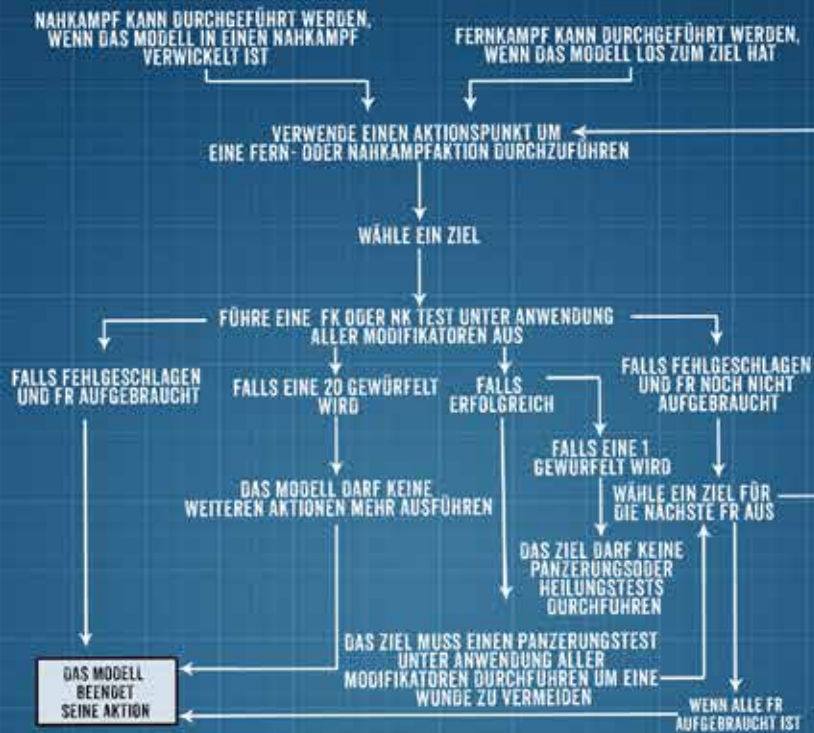 NAHKAMPF KANN DURCHGEFÜHRT WERDEN,
WENN DAS MODELL IN EINEN NAHKAMPF
VERWICKELT IST
FERNKAMPF KANN DURCHGEFÜHRT WERDEN,
WENN DAS MODELL LOS ZUM ZIEL HAT
VERWENDE EINEN AKTIONSPUNKT UM
EINE FERN- ODER NAHKAMPFAKTION DURCHZUFÜHREN
WÄHLE EIN ZIEL
FÜHRE EINE FK ODER NK TEST UNTER ANWENDUNG
ALLER MODIFIKATOREN AUS
FALLS FEHLGESCHLAGEN
UND FR AUFGEBRAUCHT
FALLS EINE 20 GEWÜRFELT
WIRD
FALLS
ERFOLGREICH
FALLS FEHLGESCHLAGEN
UND FR NOCH NICHT
AUFGEBRAUCHT
FALLS EINE 1
GEWÜRFELT WIRD
DAS MODELL DARF KEINE
WEITEREN AKTIONEN MEHR AUSFÜHREN
WÄHLE EIN ZIEL FÜR
DIE NÄCHSTE FR AUS
DAS ZIEL DARF KEINE
PANZERUNGSODER
HEILUNGSTESTS
DURCHFÜHREN
DAS ZIEL MUSS EINEN PANZERUNGSTEST
UNTER ANWENDUNG ALLER
MODIFIKATOREN DURCHFÜHREN UM EINE
WUNDE ZU VERMEIDEN
DAS MODELL
BEENDET
SEINE AKTION
WENN ALLE FR
AUFGEBRAUCHT IST